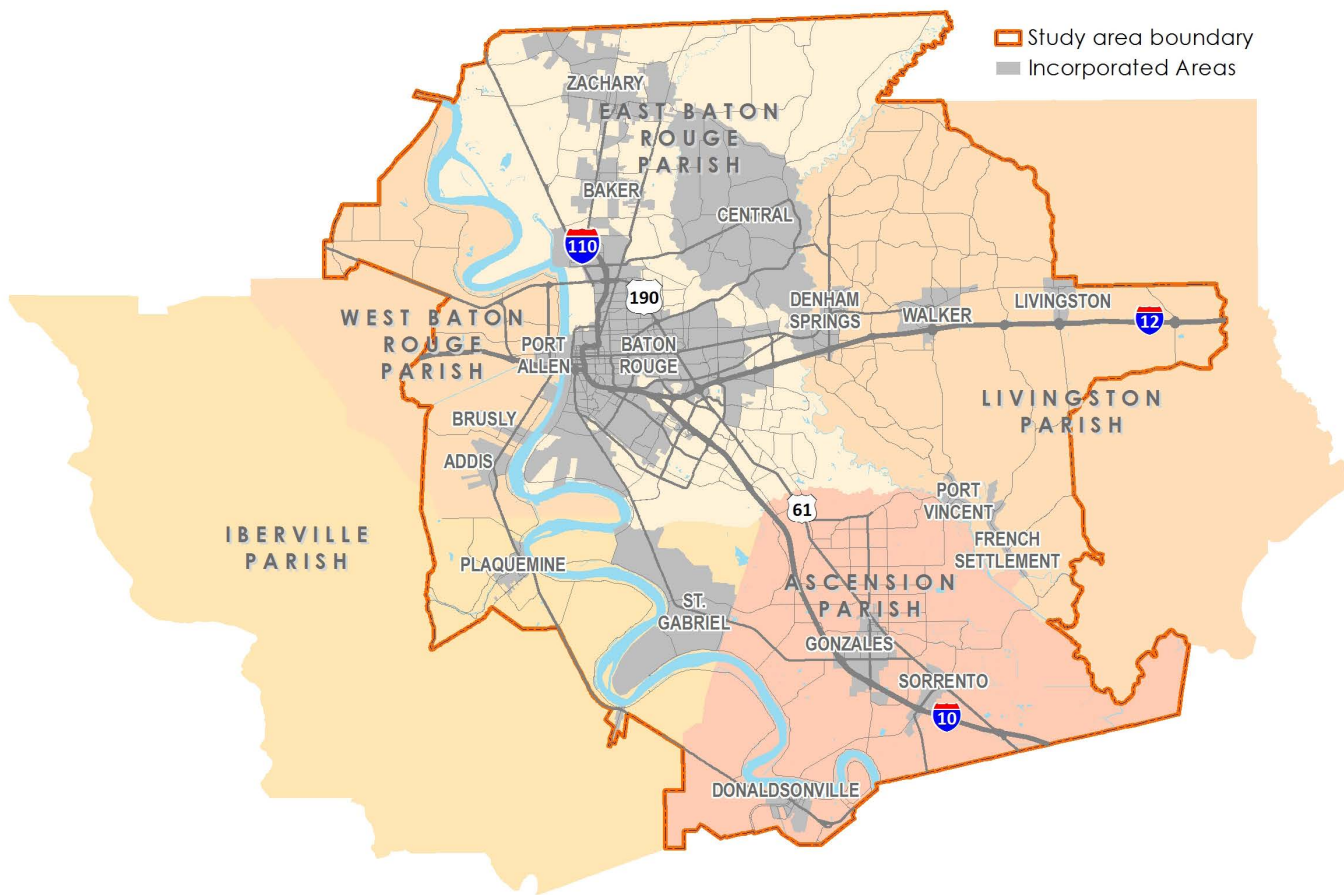 Study area boundary
Incorporated Areas
ZACHARY
EAST BATON
ROUGE
PARISH
BAKER
CENTRAL
110
190
DENHAM
SPRINGS
WALKER
LIVINGSTON
12
WEST BATON
ROUGE
PARISH
PORT
ALLEN
BATON
ROUGE
LIVINGSTON
PARISH
BRUSLY
ADDIS
PORT
VINCENT
61
FRENCH
SETTLEMENT
IBERVILLE
PARISH
PLAQUEMINE
ASCENSION
PARISH
ST.
GABRIEL
GONZALES
SORRENTO
10
DONALDSONVILLE